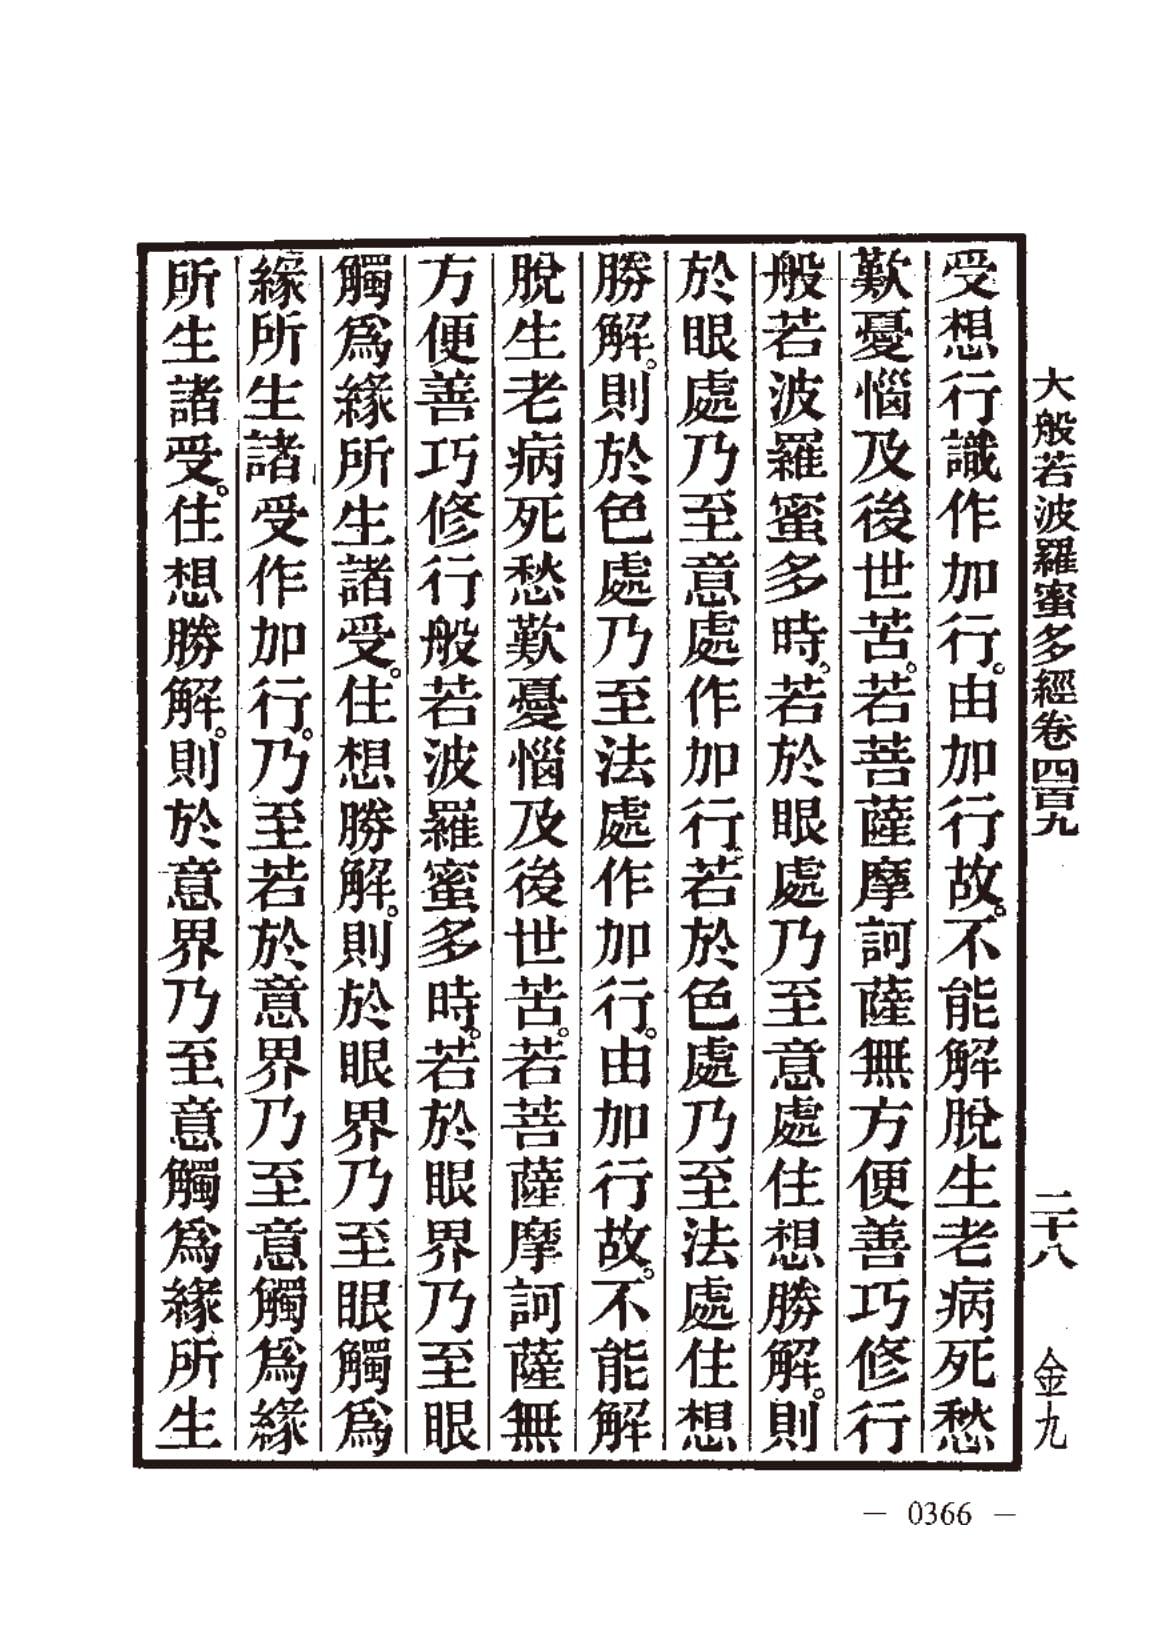 大般若波羅蜜多經卷四百九 二十八 金九
受想行識作加行。由加行故。不能解脫生老病死愁
歎憂惱及後世苦。若菩薩摩訶薩無方便善巧修行
般若波羅蜜多時。若於眼處乃至意處住想勝解。則
於眼處乃至意處作加行。若於色處乃至法處住想
勝解。則於色處乃至法處作加行。由加行故。不能解
脫生老病死愁歎憂惱及後世苦。若菩薩摩訶薩無
方便善巧修行般若波羅蜜多時。若於眼界乃至眼
觸爲緣所生諸受。住想勝解。則於眼界乃至眼觸爲
緣所生諸受作加行。乃至若於意界乃至意觸爲緣
所生諸受。住想勝解。則於意界乃至意觸爲緣所生
— 0366 —